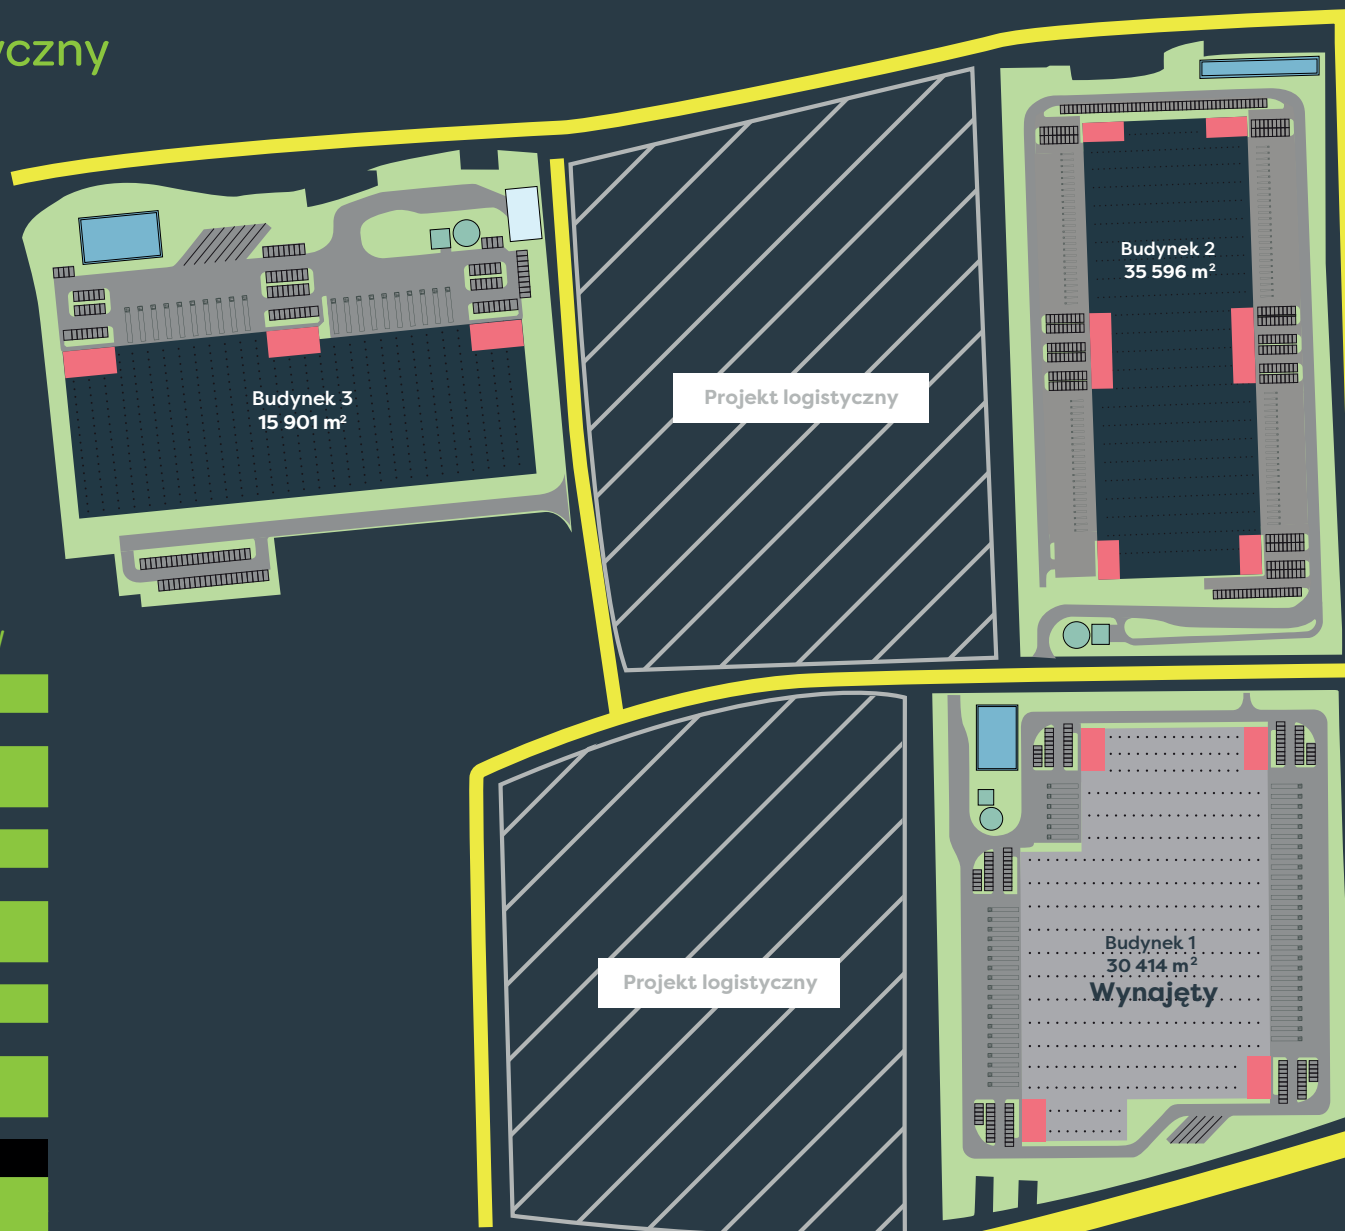 yczny
Budynek 2
35 596 m²
Budynek 3
15 901 m²
Projekt logistyczny
Budynek 1
30 414 m²
Wynajęty
Projekt logistyczny